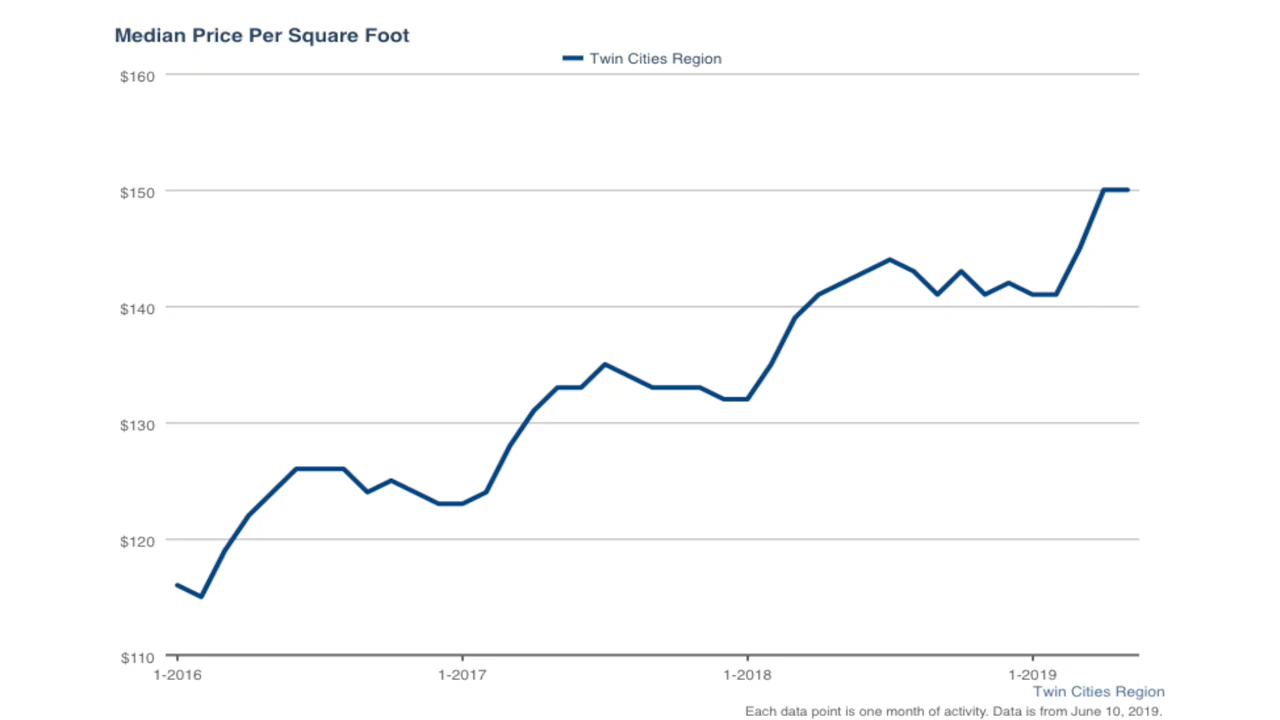 Median Price Per Square Foot
Twin Cities Region
$160
$150
$140
$130
$120
$110
1-2016 1-2017 1-2018 1-2019
Twin Cities Region
Each data point is one month of activity. Data is from June 10, 2019.